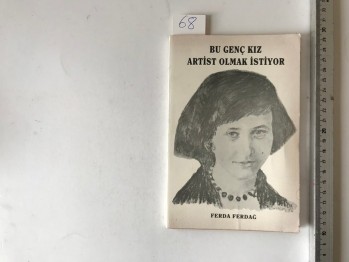 68
BU GENÇ KIZ
ARTİST OLMAK İSTİYOR
FERDA FERDAĞ